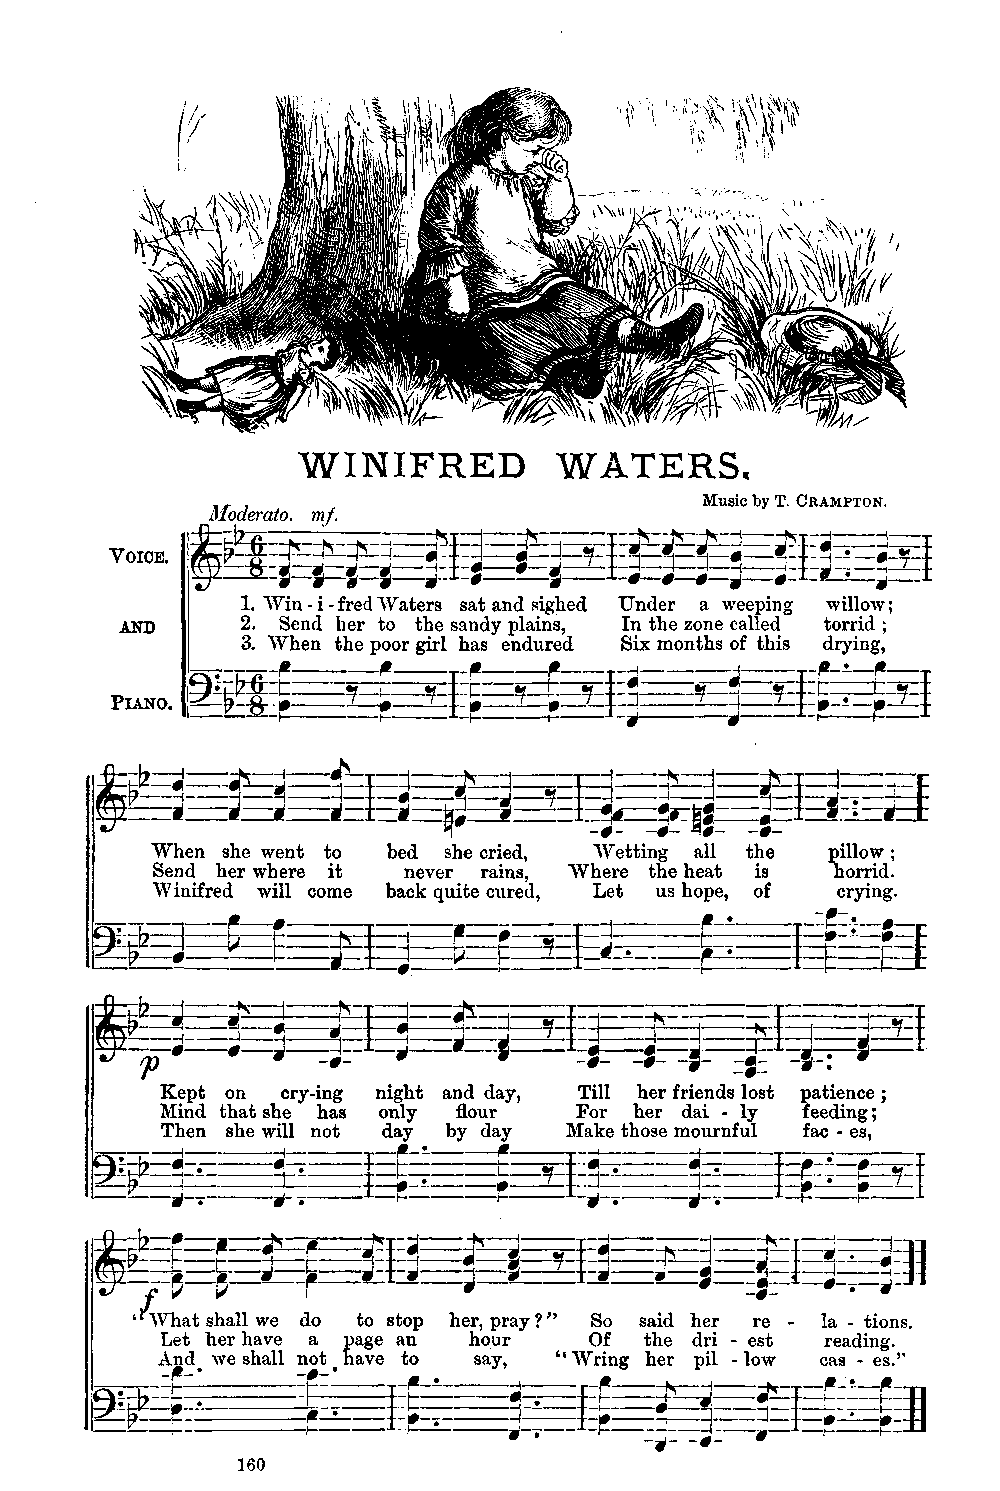 WINIFRED WATERS.
Music by T. CRAMPTON.
Moderato. mf.
VOICE.
1. Win - i - fred Waters sat and sighed Under a weeping willow;
AND
2. Send her to the sandy plains, In the zone called torrid;
3. When the poor girl has endured Six months of this drying,
PIANO.
When she went to bed she cried, Wetting all the pillow;
Send her where it never rains, Where the heat is horrid.
Winifred will come back quite cured, Let us hope, of crying.
p
Kept on cry-ing night and day, Till her friends lost patience;
Mind that she has only flour For her dai - ly feeding;
Then she will not day by day Make those mournful fac - es,
f
"What shall we do to stop her, pray?" So said her re - la - tions.
Let her have a page an hour Of the dri - est reading.
And we shall not have to say, "Wring her pil - low cas - es."
160